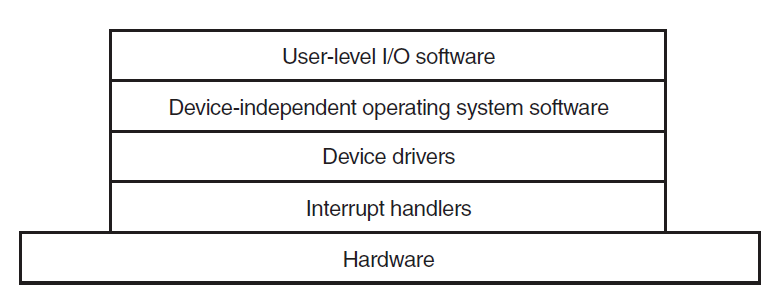 User-level I/O software
Device-independent operating system software
Device drivers
Interrupt handlers
Hardware